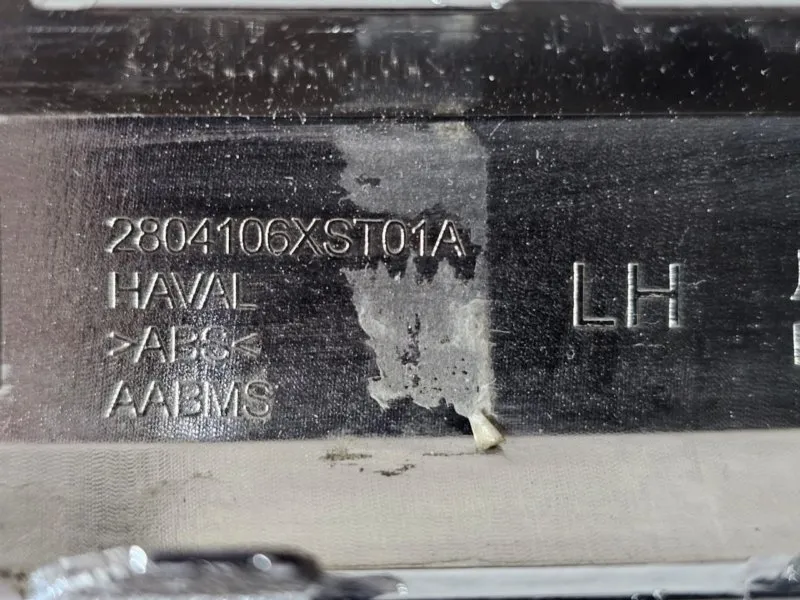 2804106XST01A
HAVAL
>ABS<
AABMS
LH